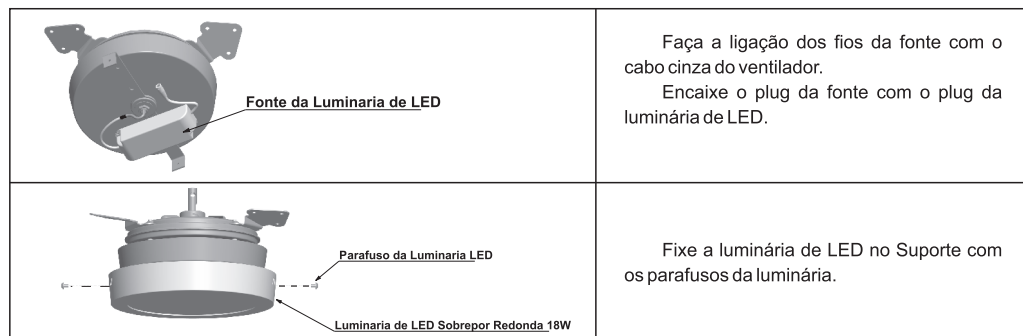 Fonte da Luminaria de LED
Faça a ligação dos fios da fonte com o
cabo cinza do ventilador.
Encaixe o plug da fonte com o plug da
luminária de LED.
Parafuso da Luminaria LED
Luminaria de LED Sobrepor Redonda 18W
Fixe a luminária de LED no Suporte com
os parafusos da luminária.